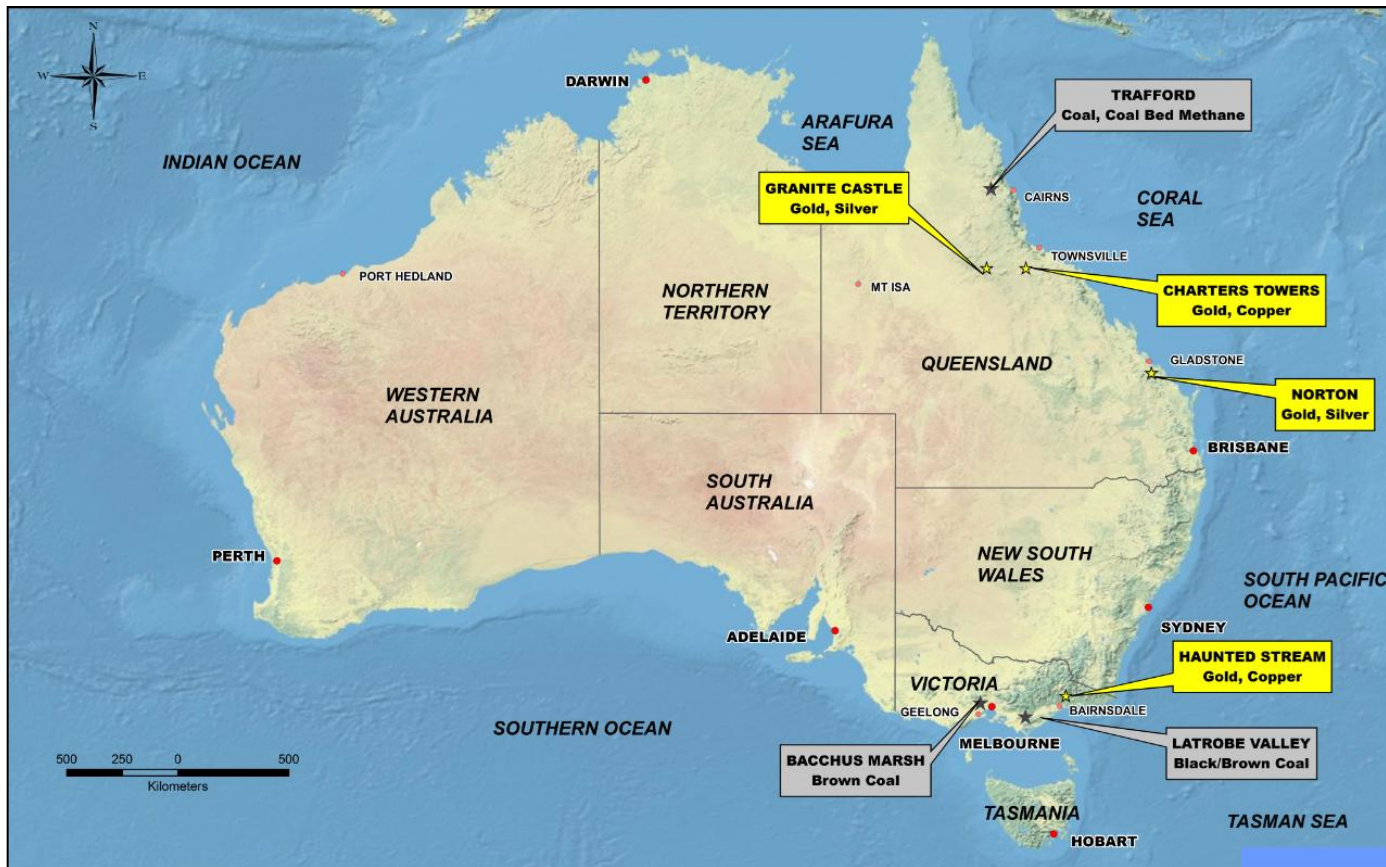 N
W
E
S
DARWIN
ARAFURA
SEA
TRAFFORD
Coal, Coal Bed Methane
INDIAN OCEAN
GRANITE CASTLE
Gold, Silver
CAIRNS
CORAL
SEA
TOWNSVILLE
PORT HEDLAND
NORTHERN
TERRITORY
MT ISA
CHARTERS TOWERS
Gold, Copper
WESTERN
AUSTRALIA
QUEENSLAND
GLADSTONE
NORTON
Gold, Silver
BRISBANE
SOUTH
AUSTRALIA
PERTH
NEW SOUTH
WALES
SOUTH PACIFIC
OCEAN
ADELAIDE
SYDNEY
HAUNTED STREAM
Gold, Copper
VICTORIA
GEELONG
BAIRNSDALE
SOUTHERN OCEAN
MELBOURNE
BACCHUS MARSH
Brown Coal
LATROBE VALLEY
Black/Brown Coal
500 250 0 500
Kilometers
TASMANIA
HOBART
TASMAN SEA